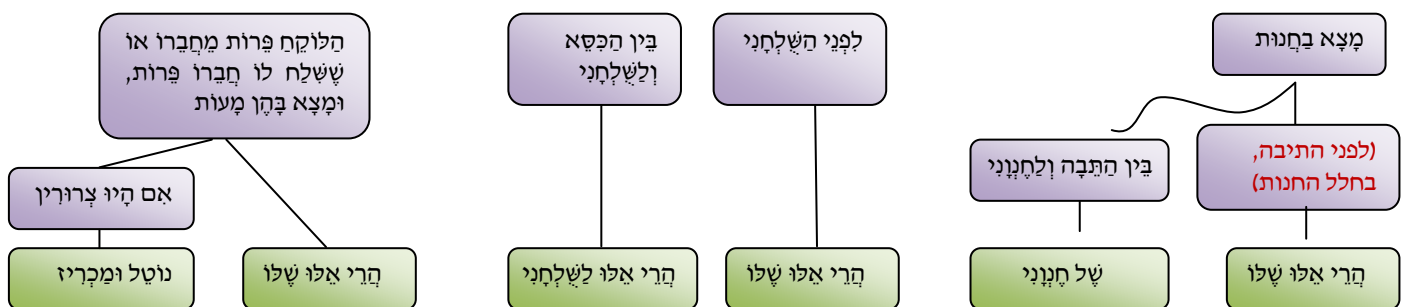 מָצָא בַחֲנוּת
(לפני התיבה,
בחלל החנות)
הֲרֵי אֵלּוּ שֶׁלּוֹ
בֵּין הַתֵּבָה וְלַחֶנְוָנִי
שֶׁל חֶנְוָנִי
לִפְנֵי הַשֻּׁלְחָנִי
הֲרֵי אֵלּוּ שֶׁלּוֹ
בֵּין הַכִּסֵּא
וְלַשֻּׁלְחָנִי
הֲרֵי אֵלּוּ לַשֻּׁלְחָנִי
הַלּוֹקֵחַ פֵּרוֹת מֵחֲבֵרוֹ אוֹ
שֶׁשִּׁלַח לוֹ חֲבֵרוֹ פֵּרוֹת,
וּמָצָא בָּהֶן מָעוֹת
הֲרֵי אֵלּוּ שֶׁלּוֹ
אִם הָיוּ צְרוּרִין
נוֹטֵל וּמַכְרִיז